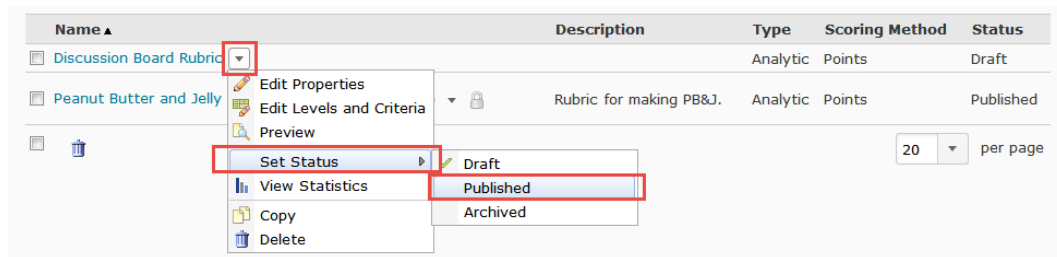 Name Description Type Scoring Method Status
Discussion Board Rubric Analytic Points Draft
Edit Properties
Peanut Butter and Jelly Rubric for making PB&J. Analytic Points Published
Edit Levels and Criteria
Preview
20 per page
Set Status Draft
View Statistics Published
Copy Archived
Delete